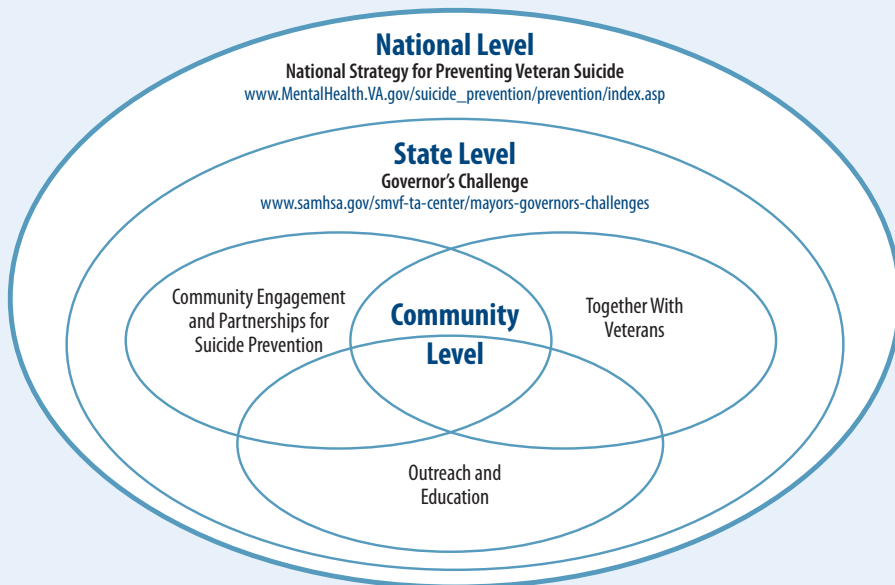 National Level
National Strategy for Preventing Veteran Suicide
www.MentalHealth.VA.gov/suicide_prevention/prevention/index.asp
State Level
Governor's Challenge
www.samhsa.gov/smvf-ta-center/mayors-governors-challenges
Community Engagement
and Partnerships for
Suicide Prevention
Community
Level
Together With
Veterans
Outreach and
Education